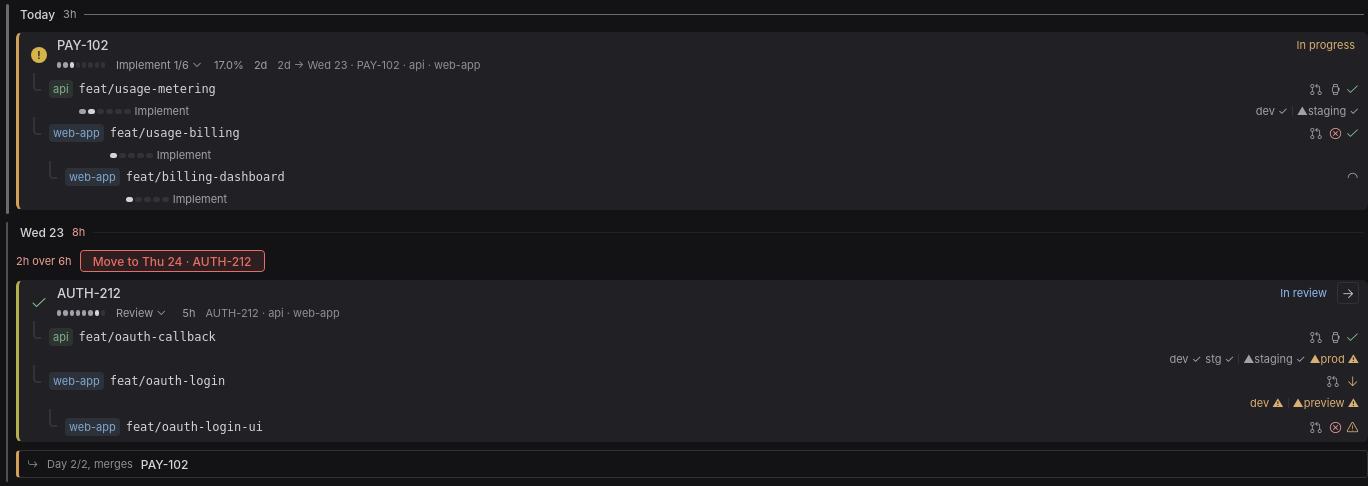 Today 3h
PAY-102 In progress
Implement 1/6 17.0% 2d 2d → Wed 23 · PAY-102 · api · web-app
api feat/usage-metering
Implement dev ✓ ▲staging ✓
web-app feat/usage-billing
Implement
web-app feat/billing-dashboard
Implement
Wed 23 8h
2h over 6h Move to Thu 24 · AUTH-212
AUTH-212 In review →
Review 5h AUTH-212 · api · web-app
api feat/oauth-callback
dev ✓ stg ✓ ▲staging ✓ ▲prod ⚠
web-app feat/oauth-login
dev ⚠ ▲preview ⚠
web-app feat/oauth-login-ui
Day 2/2, merges PAY-102